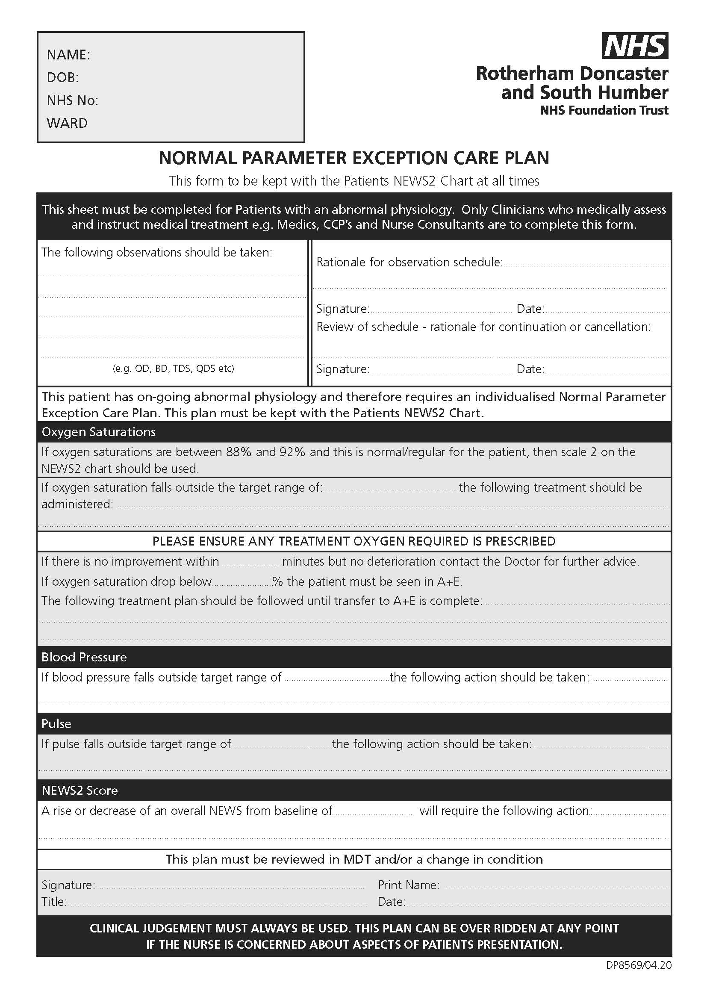 NAME:
DOB:
NHS No:
WARD
NHS
Rotherham Doncaster
and South Humber
NHS Foundation Trust
NORMAL PARAMETER EXCEPTION CARE PLAN
This form to be kept with the Patients NEWS2 Chart at all times
This sheet must be completed for Patients with an abnormal physiology.  Only Clinicians who medically assess
and instruct medical treatment e.g. Medics, CCP's and Nurse Consultants are to complete this form.
The following observations should be taken:
(e.g. OD, BD, TDS, QDS etc)
Rationale for observation schedule:
Signature: Date:
Review of schedule - rationale for continuation or cancellation:
Signature: Date:
This patient has on-going abnormal physiology and therefore requires an individualised Normal Parameter
Exception Care Plan. This plan must be kept with the Patients NEWS2 Chart.
Oxygen Saturations
If oxygen saturations are between 88% and 92% and this is normal/regular for the patient, then scale 2 on the
NEWS2 chart should be used.
If oxygen saturation falls outside the target range of: the following treatment should be
administered:
PLEASE ENSURE ANY TREATMENT OXYGEN REQUIRED IS PRESCRIBED
If there is no improvement within minutes but no deterioration contact the Doctor for further advice.
If oxygen saturation drop below % the patient must be seen in A+E.
The following treatment plan should be followed until transfer to A+E is complete:
Blood Pressure
If blood pressure falls outside target range of the following action should be taken:
Pulse
If pulse falls outside target range of the following action should be taken:
NEWS2 Score
A rise or decrease of an overall NEWS from baseline of will require the following action:
This plan must be reviewed in MDT and/or a change in condition
Signature: Print Name:
Title: Date:
CLINICAL JUDGEMENT MUST ALWAYS BE USED. THIS PLAN CAN BE OVER RIDDEN AT ANY POINT
IF THE NURSE IS CONCERNED ABOUT ASPECTS OF PATIENTS PRESENTATION.
DP8569/04.20